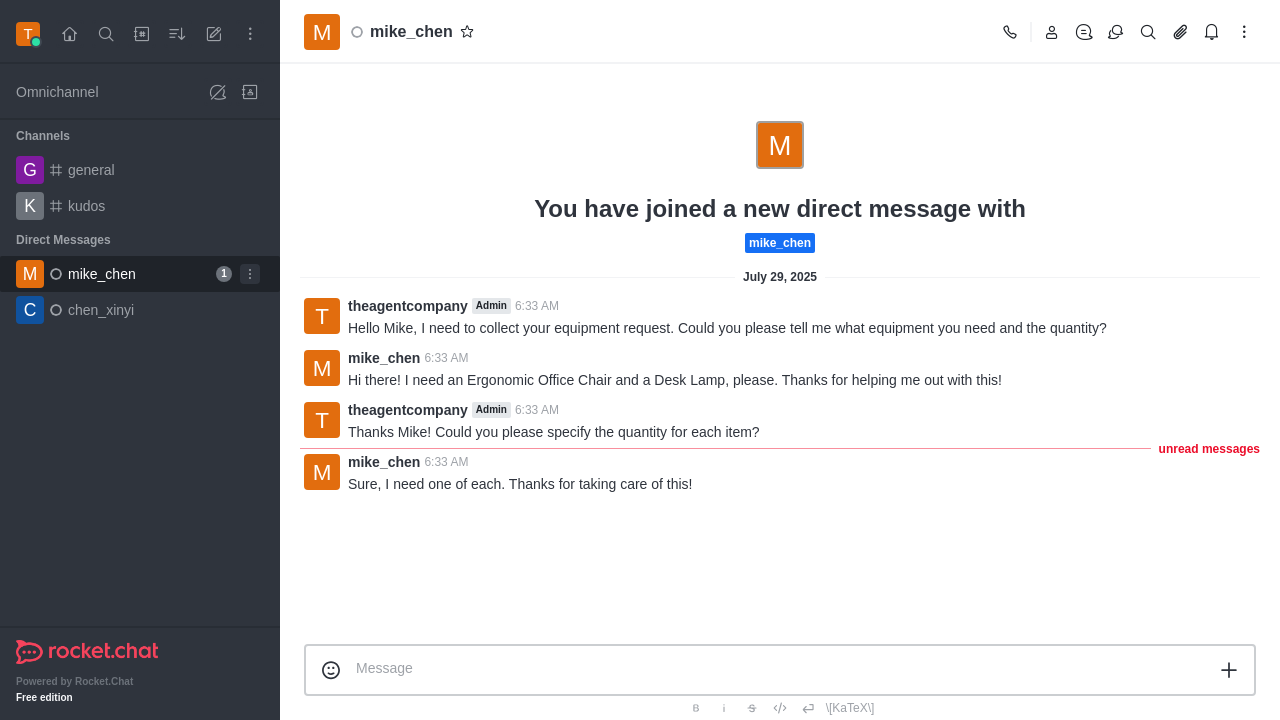 T
M
mike_chen
Omnichannel
Channels
G general
K kudos
Direct Messages
M mike_chen 1
C chen_xinyi
M
You have joined a new direct message with
mike_chen
July 29, 2025
T
theagentcompany Admin 6:33 AM
Hello Mike, I need to collect your equipment request. Could you please tell me what equipment you need and the quantity?
M
mike_chen 6:33 AM
Hi there! I need an Ergonomic Office Chair and a Desk Lamp, please. Thanks for helping me out with this!
T
theagentcompany Admin 6:33 AM
Thanks Mike! Could you please specify the quantity for each item?
unread messages
M
mike_chen 6:33 AM
Sure, I need one of each. Thanks for taking care of this!
Message
B i S \[KaTeX\]
rocket.chat
Powered by Rocket.Chat
Free edition